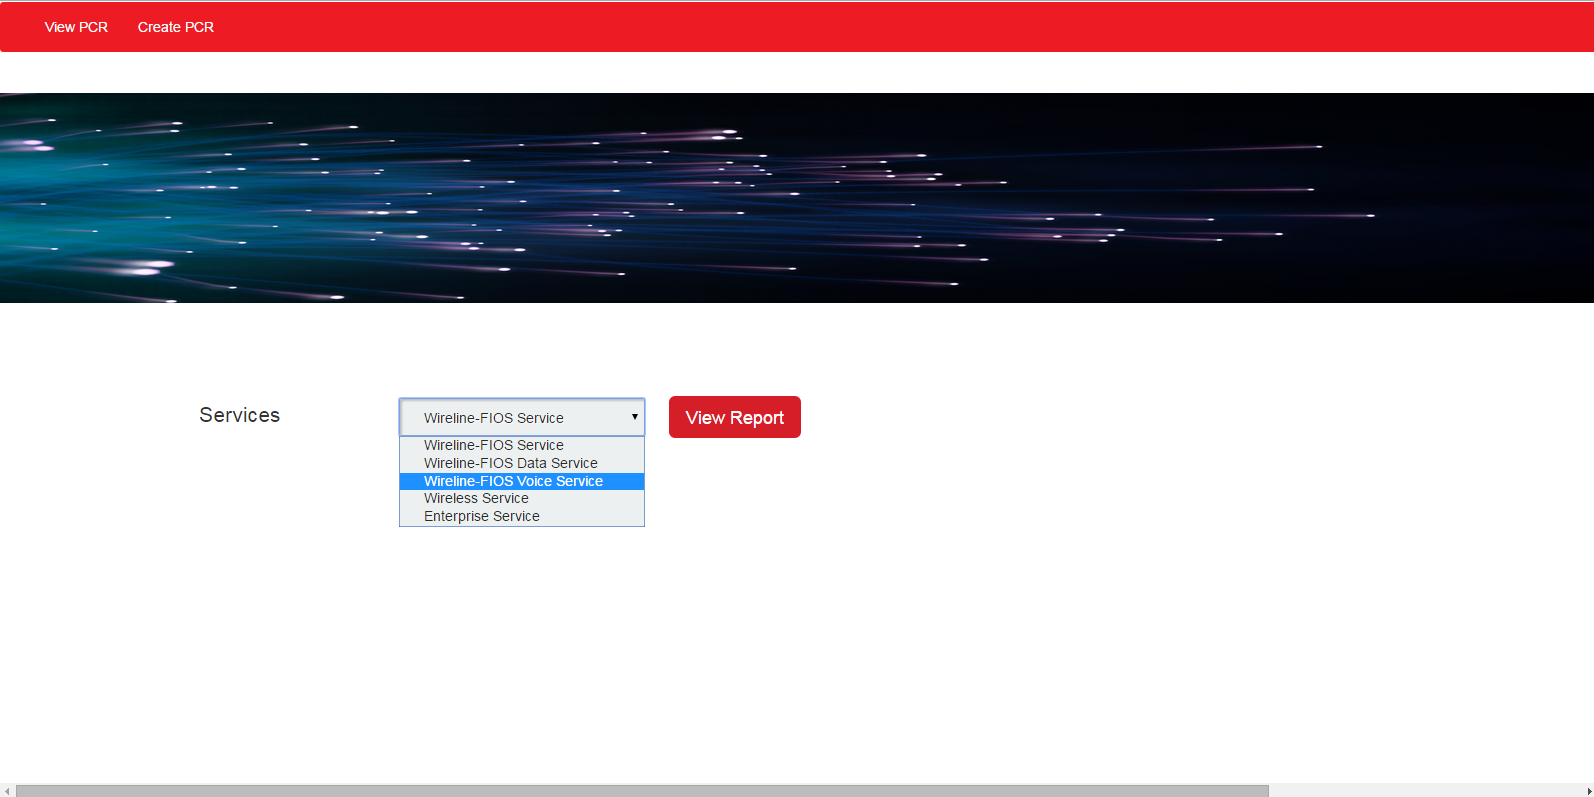 View PCR Create PCR
Services Wireline-FIOS Service View Report
Wireline-FIOS Service
Wireline-FIOS Data Service
Wireline-FIOS Voice Service
Wireless Service
Enterprise Service